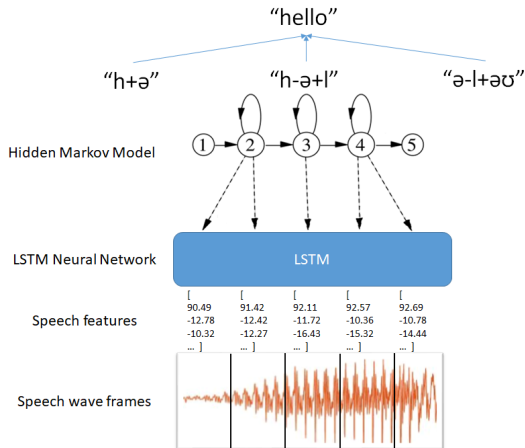 “hello”
“h+ə” “h-ə+l” “ə-l+əʊ”
Hidden Markov Model 1 2 3 4 5
LSTM Neural Network LSTM
[ [ [ [ [
Speech features 90.49 91.42 92.11 92.57 92.69
-12.78 -12.42 -11.72 -10.36 -10.78
-10.32 -12.27 -16.43 -15.32 -14.44
... ] ... ] ... ] ... ] ... ]
Speech wave frames